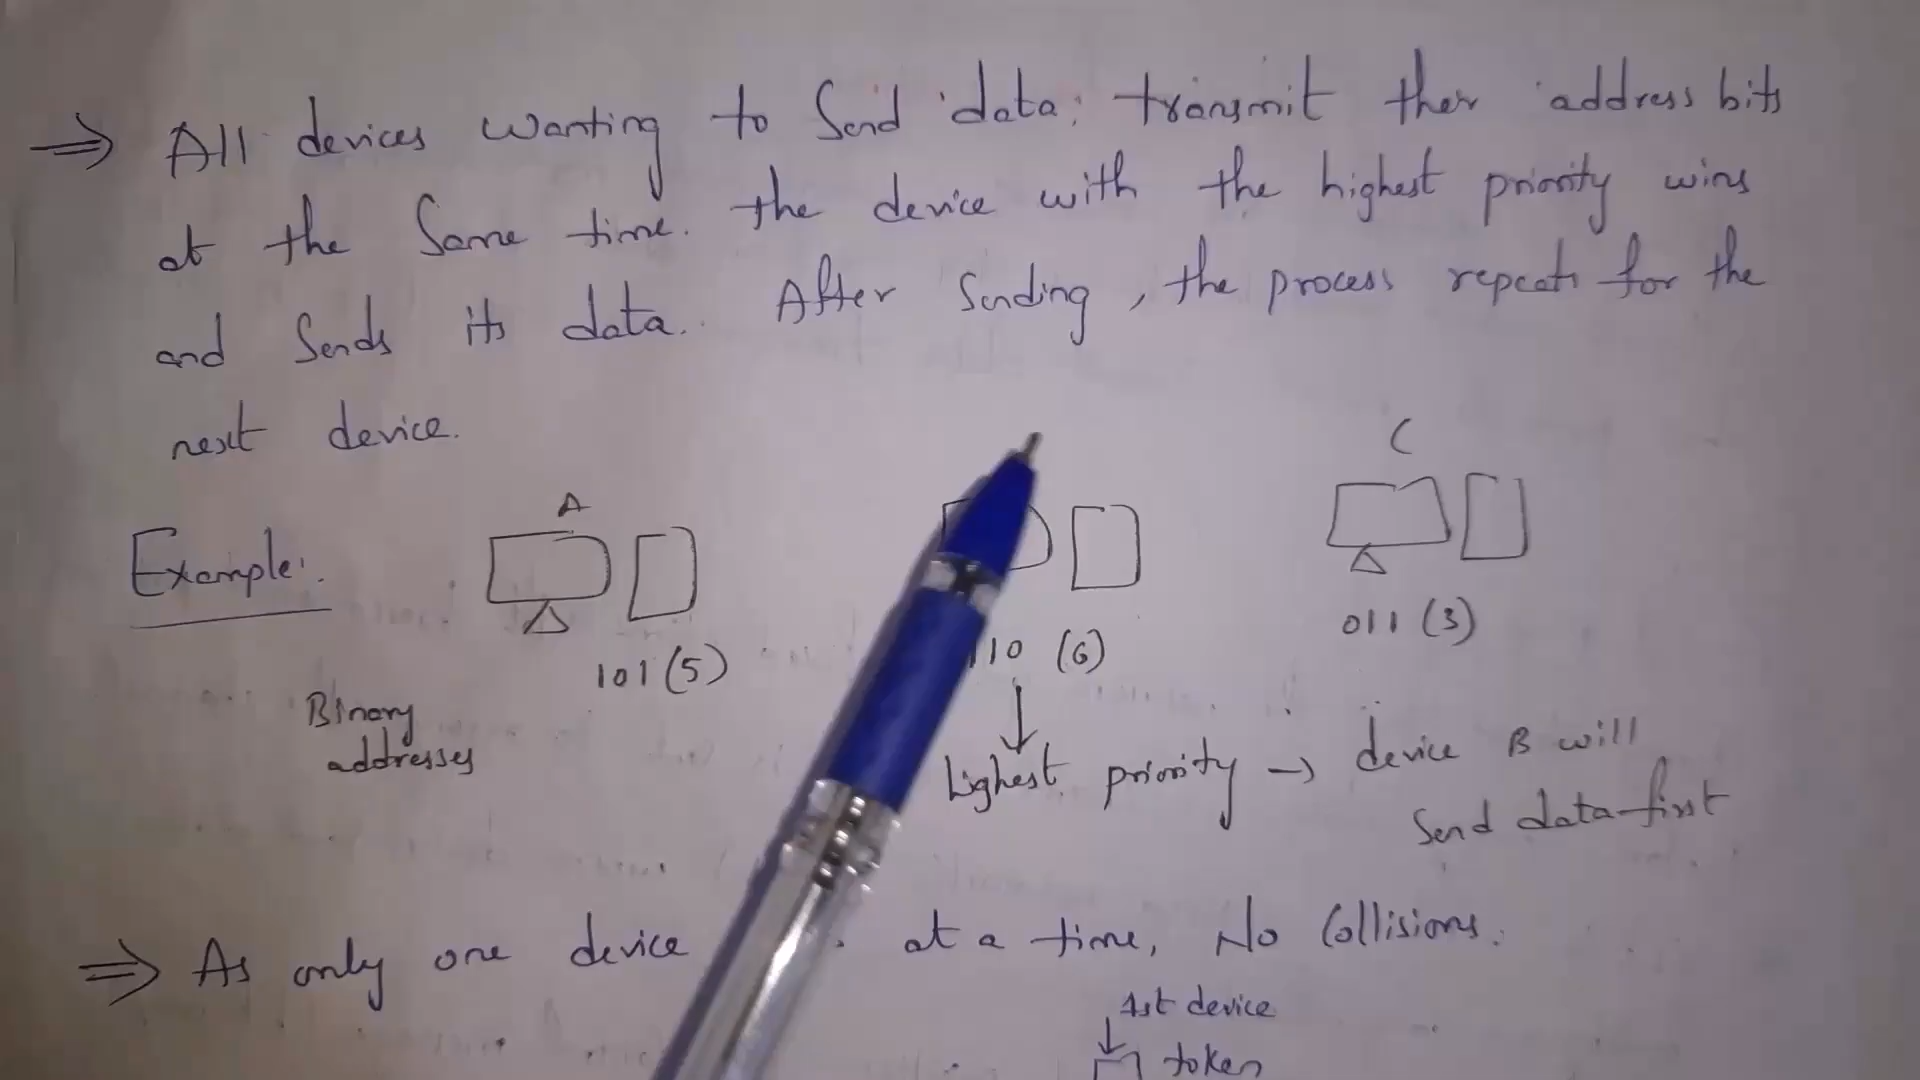 ⇒ All devices wanting to Send data, transmit ther address bits
at the Same time. the device with the highest priority wins
and Sends its data. After Sending, the process repeats for the
next device.
A C
Example:
101 (5) 110 (6) 011 (3)
Binary
addresses
highest priority → device B will
Send data first
⇒ As only one device at a time, No Collisions.
1st device
token